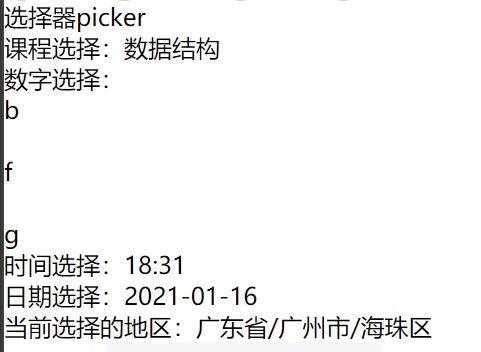 选择器picker
课程选择：数据结构
数字选择：
b
f
g
时间选择：18:31
日期选择：2021-01-16
当前选择的地区：广东省/广州市/海珠区